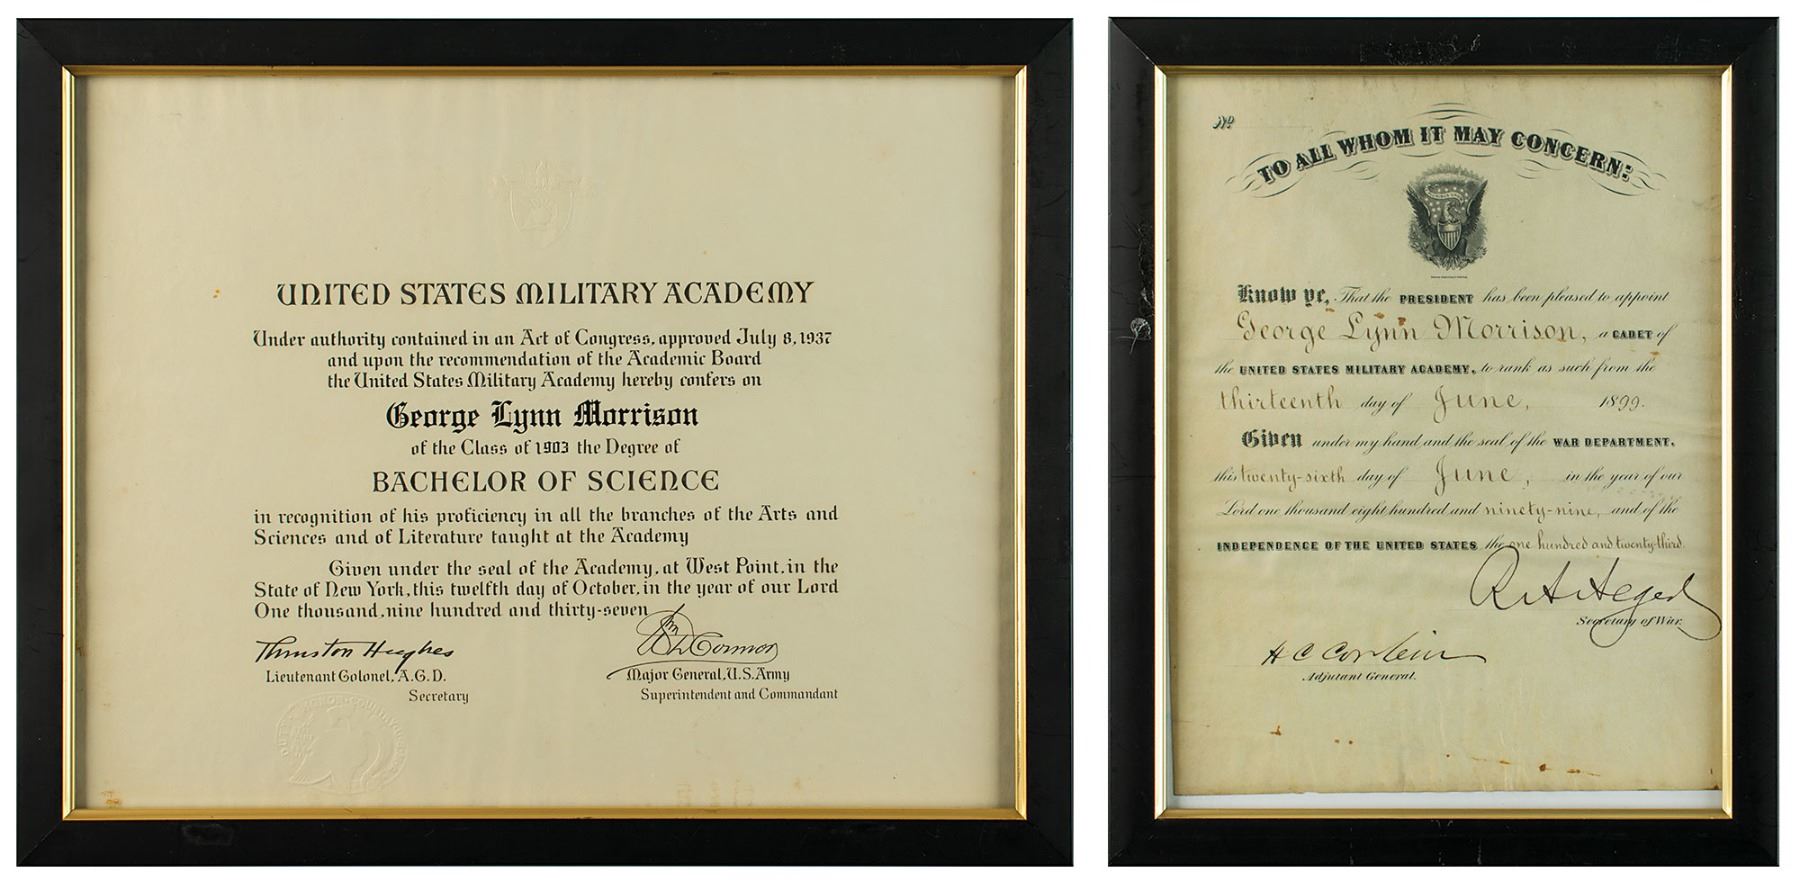 UNITED STATES MILITARY ACADEMY
Under authority contained in an Act of Congress, approved July 8, 1937
and upon the recommendation of the Academic Board
the United States Military Academy hereby confers on
George Lynn Morrison
of the Class of 1903 the Degree of
BACHELOR OF SCIENCE
in recognition of his proficiency in all the branches of the Arts and
Sciences and of Literature taught at the Academy
Given under the seal of the Academy, at West Point, in the
State of New York, this twelfth day of October, in the year of our Lord
One thousand, nine hundred and thirty-seven
Thurston Hughes
Lieutenant Colonel, A.G.D.
Secretary
WD Connor
Major General, U.S. Army
Superintendent and Commandant
No
TO ALL WHOM IT MAY CONCERN:
Know ye, That the PRESIDENT has been pleased to appoint
George Lynn Morrison, a CADET of
the UNITED STATES MILITARY ACADEMY, to rank as such from the
thirteenth day of June, 1899.
Given under my hand and the seal of the WAR DEPARTMENT,
this twenty-sixth day of June, in the year of our
Lord one thousand eight hundred and ninety-nine, and of the
INDEPENDENCE OF THE UNITED STATES the one hundred and twenty-third.
Secretary of War.
H C Corbin
Adjutant General.